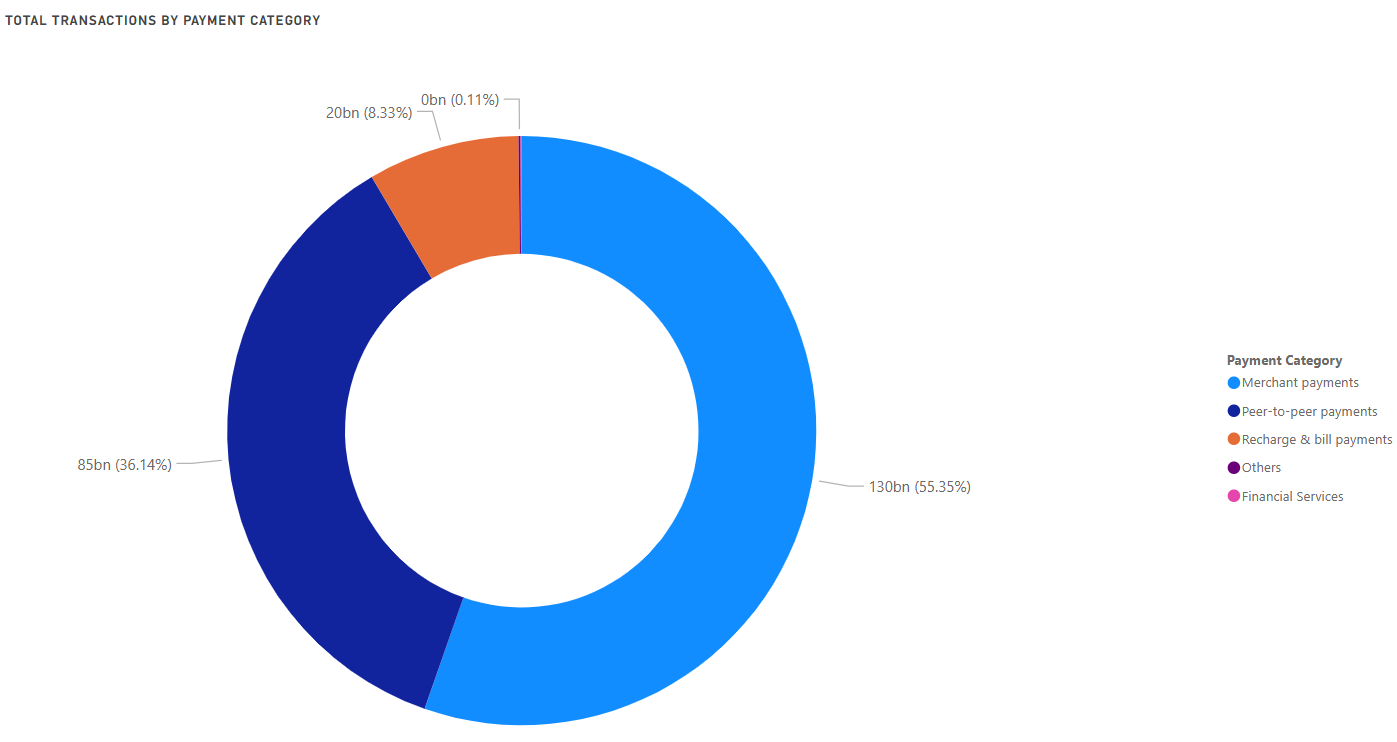 TOTAL TRANSACTIONS BY PAYMENT CATEGORY
0bn (0.11%)
20bn (8.33%)
85bn (36.14%)
130bn (55.35%)
Payment Category
Merchant payments
Peer-to-peer payments
Recharge & bill payments
Others
Financial Services